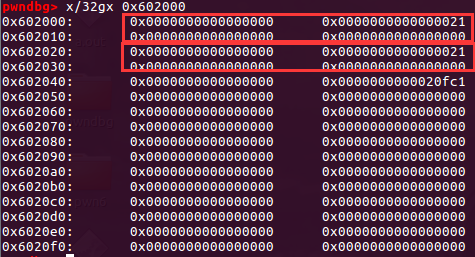 pwndbg> x/32gx 0x602000
0x602000: 0x0000000000000000 0x0000000000000021
0x602010: 0x0000000000000000 0x0000000000000000
0x602020: 0x0000000000000000 0x0000000000000021
0x602030: 0x0000000000000000 0x0000000000000000
0x602040: 0x0000000000000000 0x0000000000020fc1
0x602050: 0x0000000000000000 0x0000000000000000
0x602060: 0x0000000000000000 0x0000000000000000
0x602070: 0x0000000000000000 0x0000000000000000
0x602080: 0x0000000000000000 0x0000000000000000
0x602090: 0x0000000000000000 0x0000000000000000
0x6020a0: 0x0000000000000000 0x0000000000000000
0x6020b0: 0x0000000000000000 0x0000000000000000
0x6020c0: 0x0000000000000000 0x0000000000000000
0x6020d0: 0x0000000000000000 0x0000000000000000
0x6020e0: 0x0000000000000000 0x0000000000000000
0x6020f0: 0x0000000000000000 0x0000000000000000